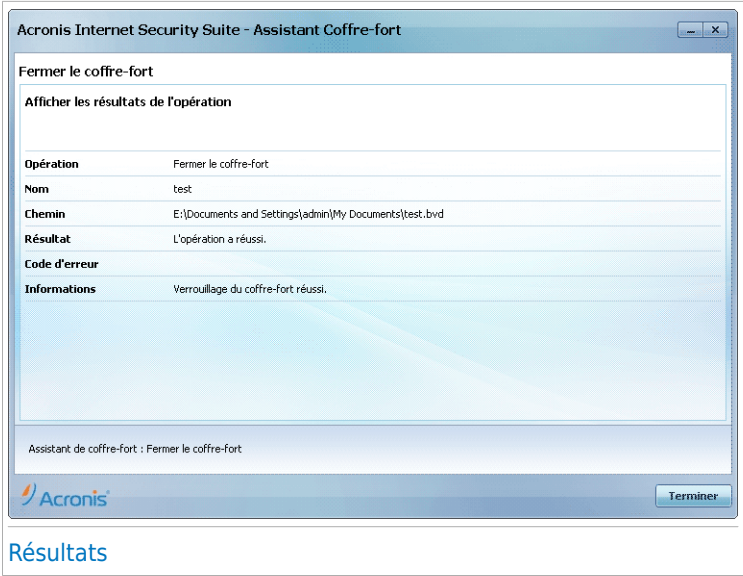 Acronis Internet Security Suite - Assistant Coffre-fort
Fermer le coffre-fort
Afficher les résultats de l'opération
Opération Fermer le coffre-fort
Nom test
Chemin E:\Documents and Settings\admin\My Documents\test.bvd
Résultat L'opération a réussi.
Code d'erreur
Informations Verrouillage du coffre-fort réussi.
Assistant de coffre-fort : Fermer le coffre-fort
Acronis
Terminer
Résultats